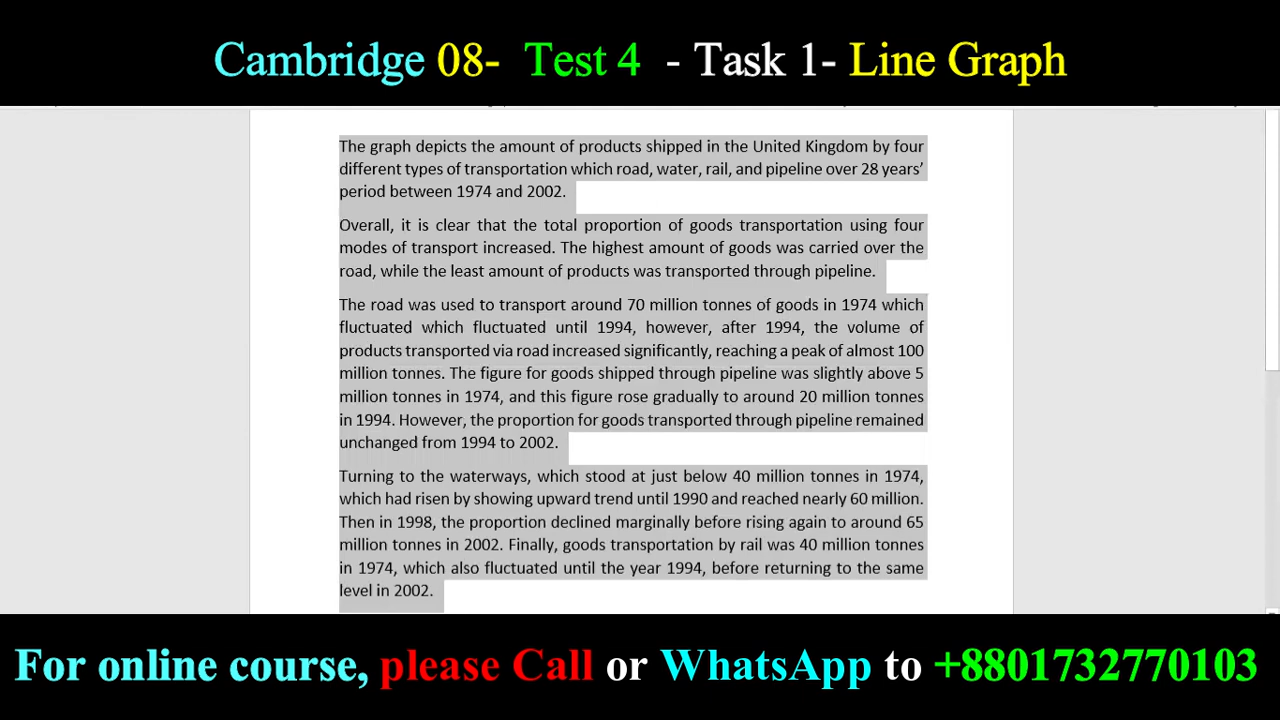 Cambridge 08- Test 4 - Task 1- Line Graph
The graph depicts the amount of products shipped in the United Kingdom by four
different types of transportation which road, water, rail, and pipeline over 28 years’
period between 1974 and 2002.
Overall, it is clear that the total proportion of goods transportation using four
modes of transport increased. The highest amount of goods was carried over the
road, while the least amount of products was transported through pipeline.
The road was used to transport around 70 million tonnes of goods in 1974 which
fluctuated which fluctuated until 1994, however, after 1994, the volume of
products transported via road increased significantly, reaching a peak of almost 100
million tonnes. The figure for goods shipped through pipeline was slightly above 5
million tonnes in 1974, and this figure rose gradually to around 20 million tonnes
in 1994. However, the proportion for goods transported through pipeline remained
unchanged from 1994 to 2002.
Turning to the waterways, which stood at just below 40 million tonnes in 1974,
which had risen by showing upward trend until 1990 and reached nearly 60 million.
Then in 1998, the proportion declined marginally before rising again to around 65
million tonnes in 2002. Finally, goods transportation by rail was 40 million tonnes
in 1974, which also fluctuated until the year 1994, before returning to the same
level in 2002.
For online course, please Call or WhatsApp to +8801732770103